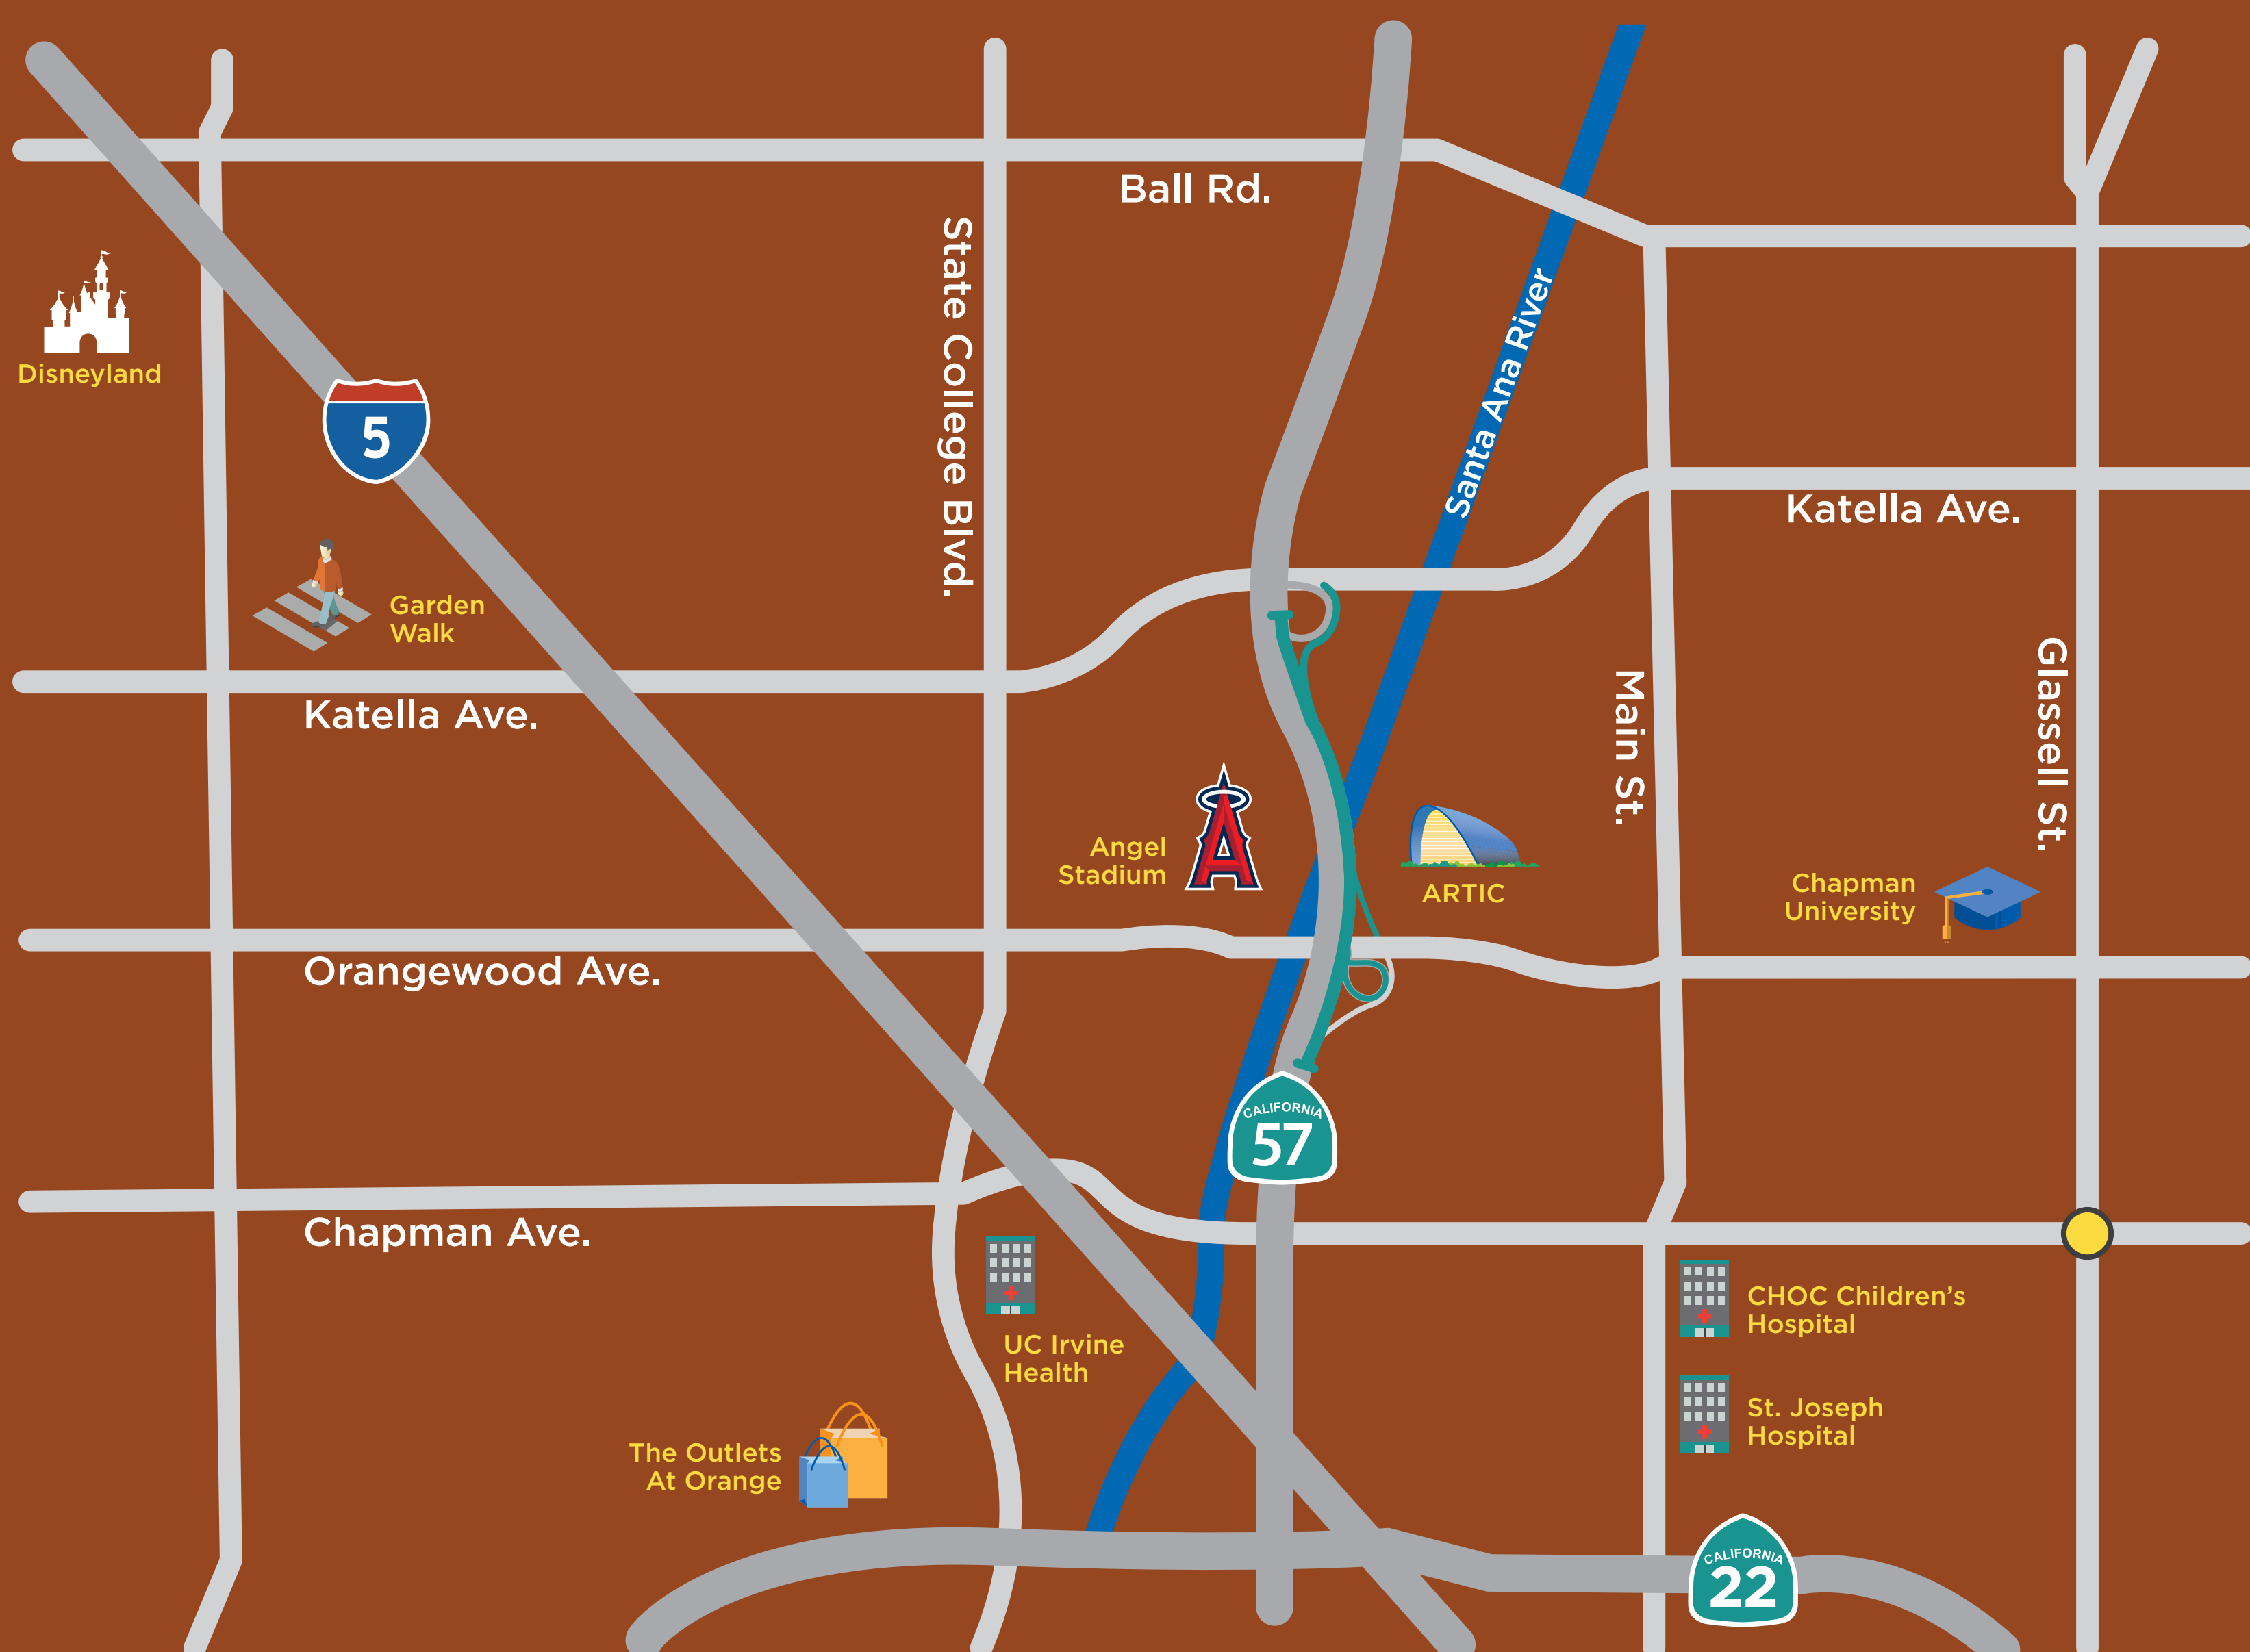 Ball Rd.
State College Blvd.
Santa Ana River
Disneyland
5
Katella Ave.
Garden
Walk
Katella Ave.
Main St.
Glassell St.
Angel
Stadium
A
ARTIC
Chapman
University
Orangewood Ave.
CALIFORNIA
57
Chapman Ave.
UC Irvine
Health
CHOC Children’s
Hospital
St. Joseph
Hospital
The Outlets
At Orange
CALIFORNIA
22